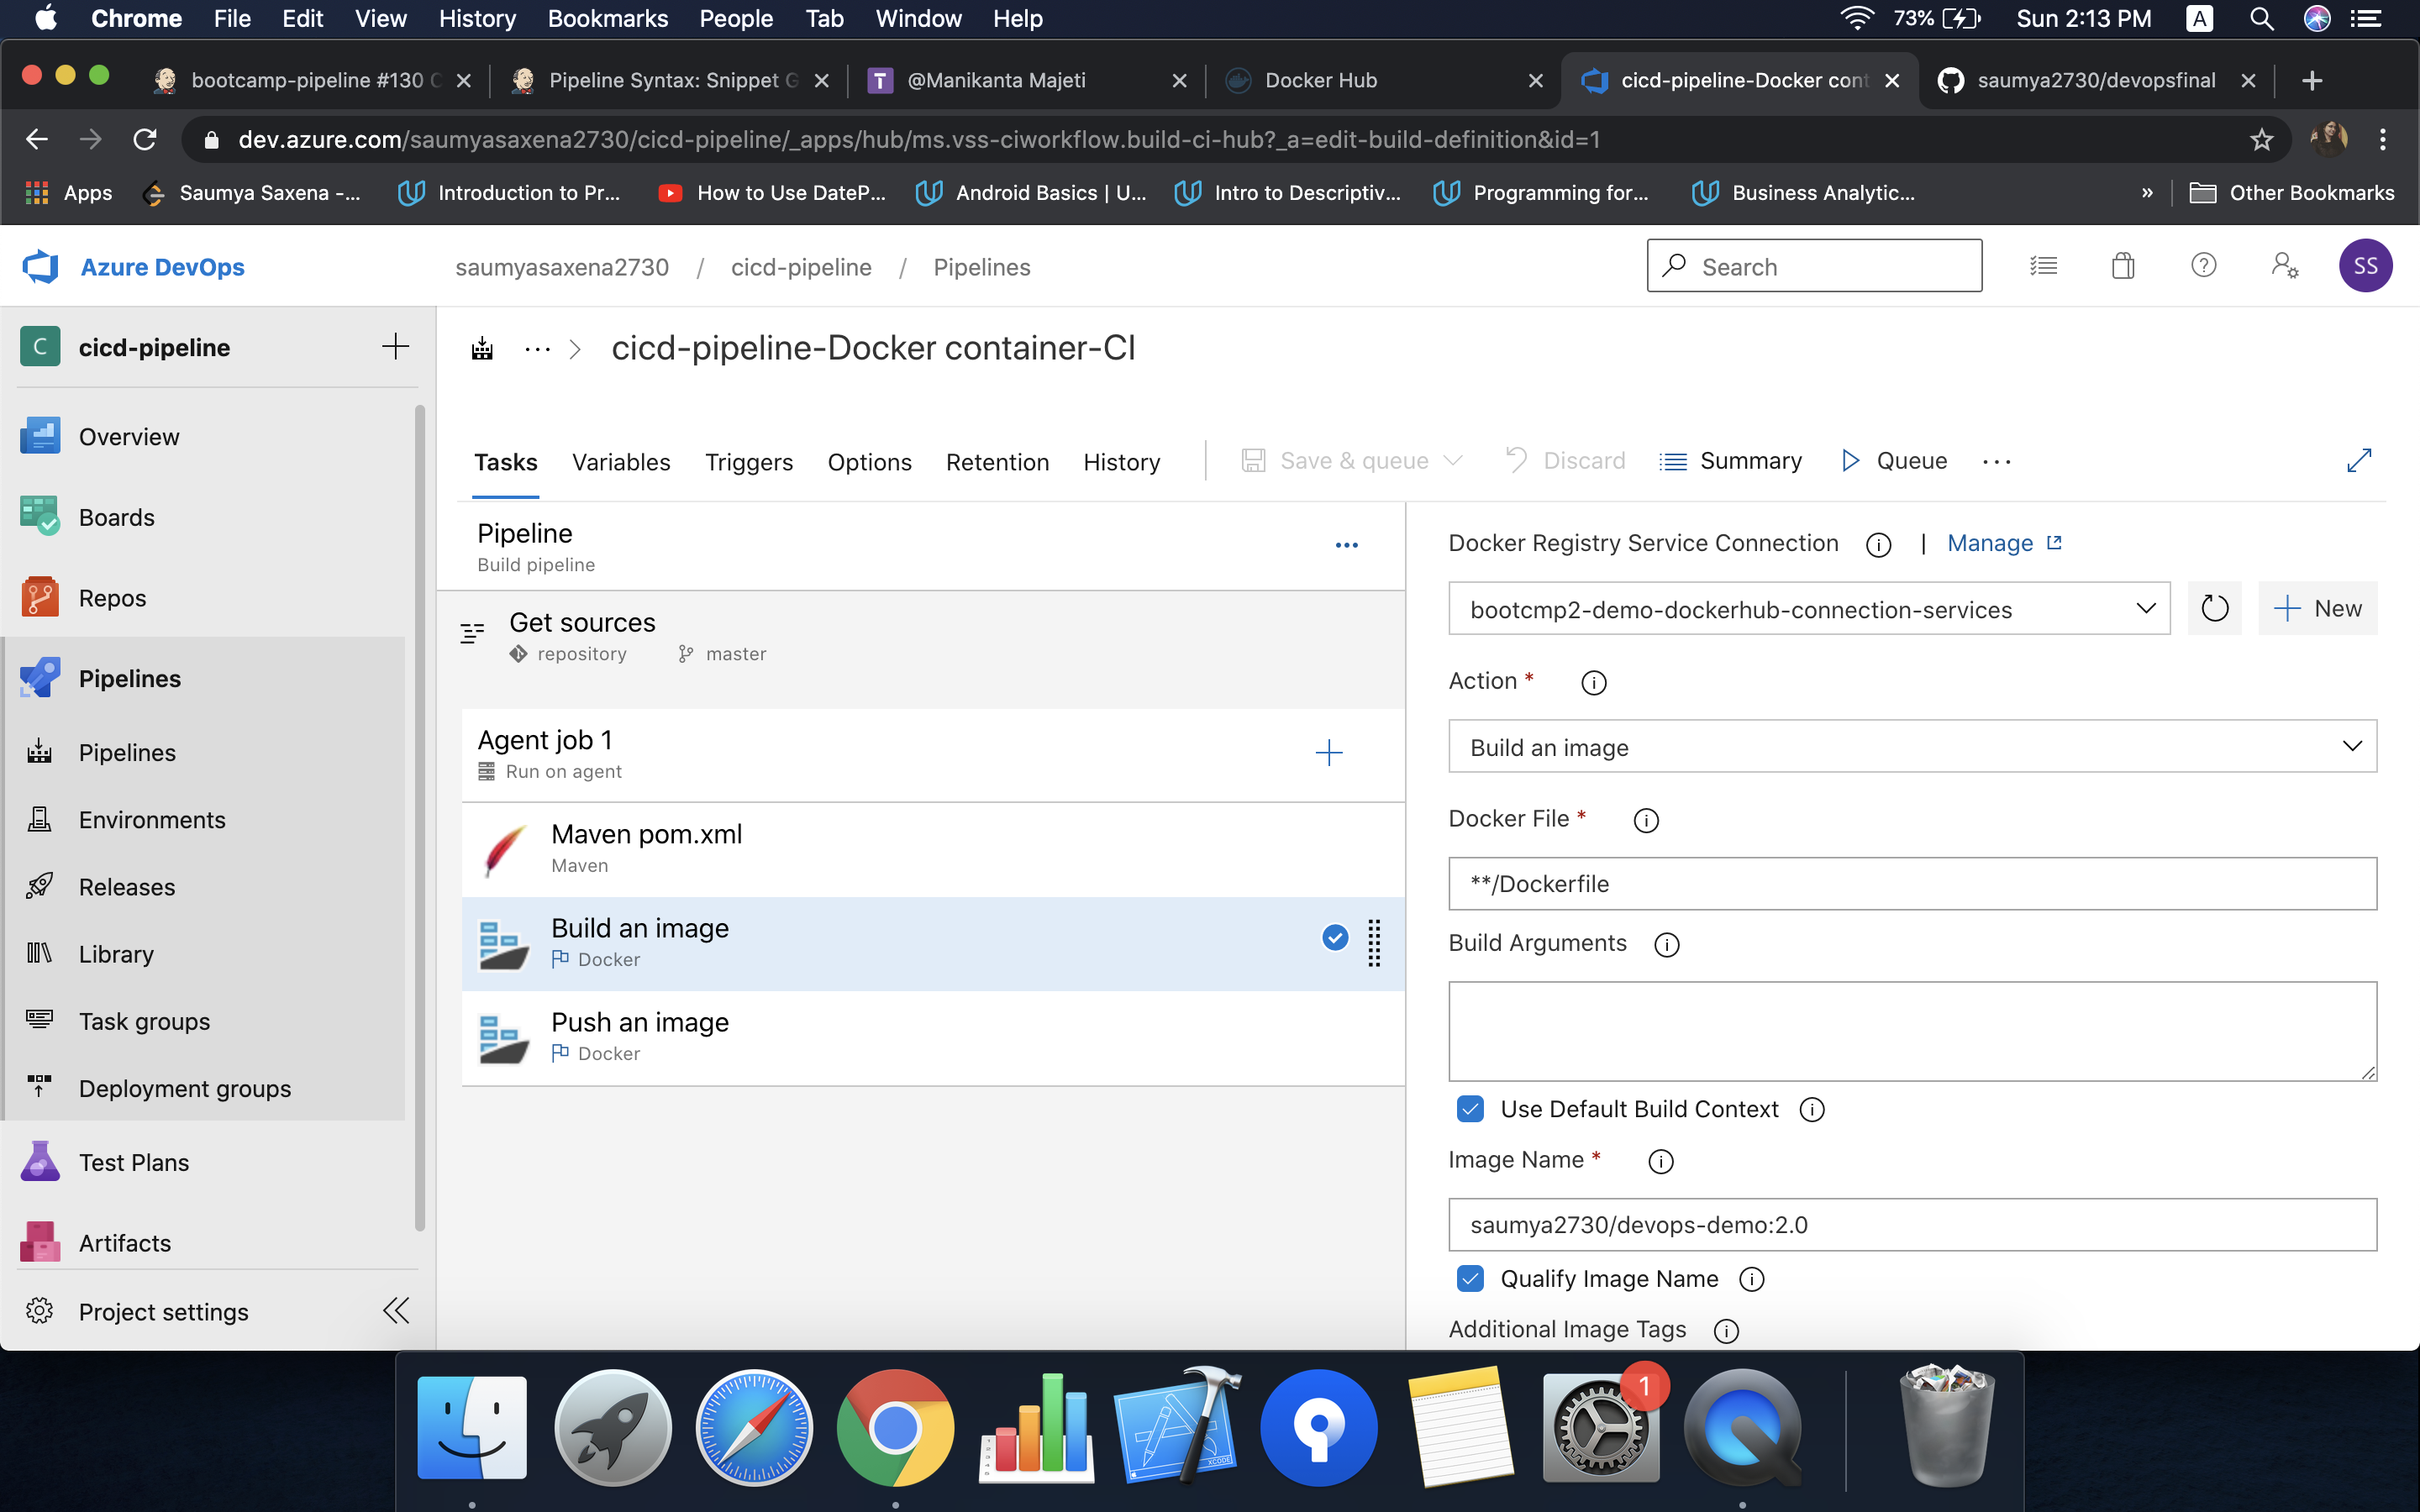 Chrome File Edit View History Bookmarks People Tab Window Help 73% Sun 2:13 PM A
bootcamp-pipeline #130 C Pipeline Syntax: Snippet G T @Manikanta Majeti Docker Hub cicd-pipeline-Docker cont saumya2730/devopsfinal
dev.azure.com/saumyasaxena2730/cicd-pipeline/_apps/hub/ms.vss-ciworkflow.build-ci-hub?_a=edit-build-definition&id=1
Apps Saumya Saxena -... Introduction to Pr... How to Use DateP... Android Basics | U... Intro to Descriptiv... Programming for... Business Analytic... » Other Bookmarks
Azure DevOps saumyasaxena2730 / cicd-pipeline / Pipelines Search SS
C cicd-pipeline
Overview
Boards
Repos
Pipelines
Pipelines
Environments
Releases
Library
Task groups
Deployment groups
Test Plans
Artifacts
Project settings
... > cicd-pipeline-Docker container-CI
Tasks Variables Triggers Options Retention History Save & queue Discard Summary Queue ...
Pipeline
Build pipeline
Get sources
repository master
Agent job 1
Run on agent
Maven pom.xml
Maven
Build an image
Docker
Push an image
Docker
Docker Registry Service Connection | Manage
bootcmp2-demo-dockerhub-connection-services New
Action *
Build an image
Docker File *
**/Dockerfile
Build Arguments
Use Default Build Context
Image Name *
saumya2730/devops-demo:2.0
Qualify Image Name
Additional Image Tags
XCODE
1